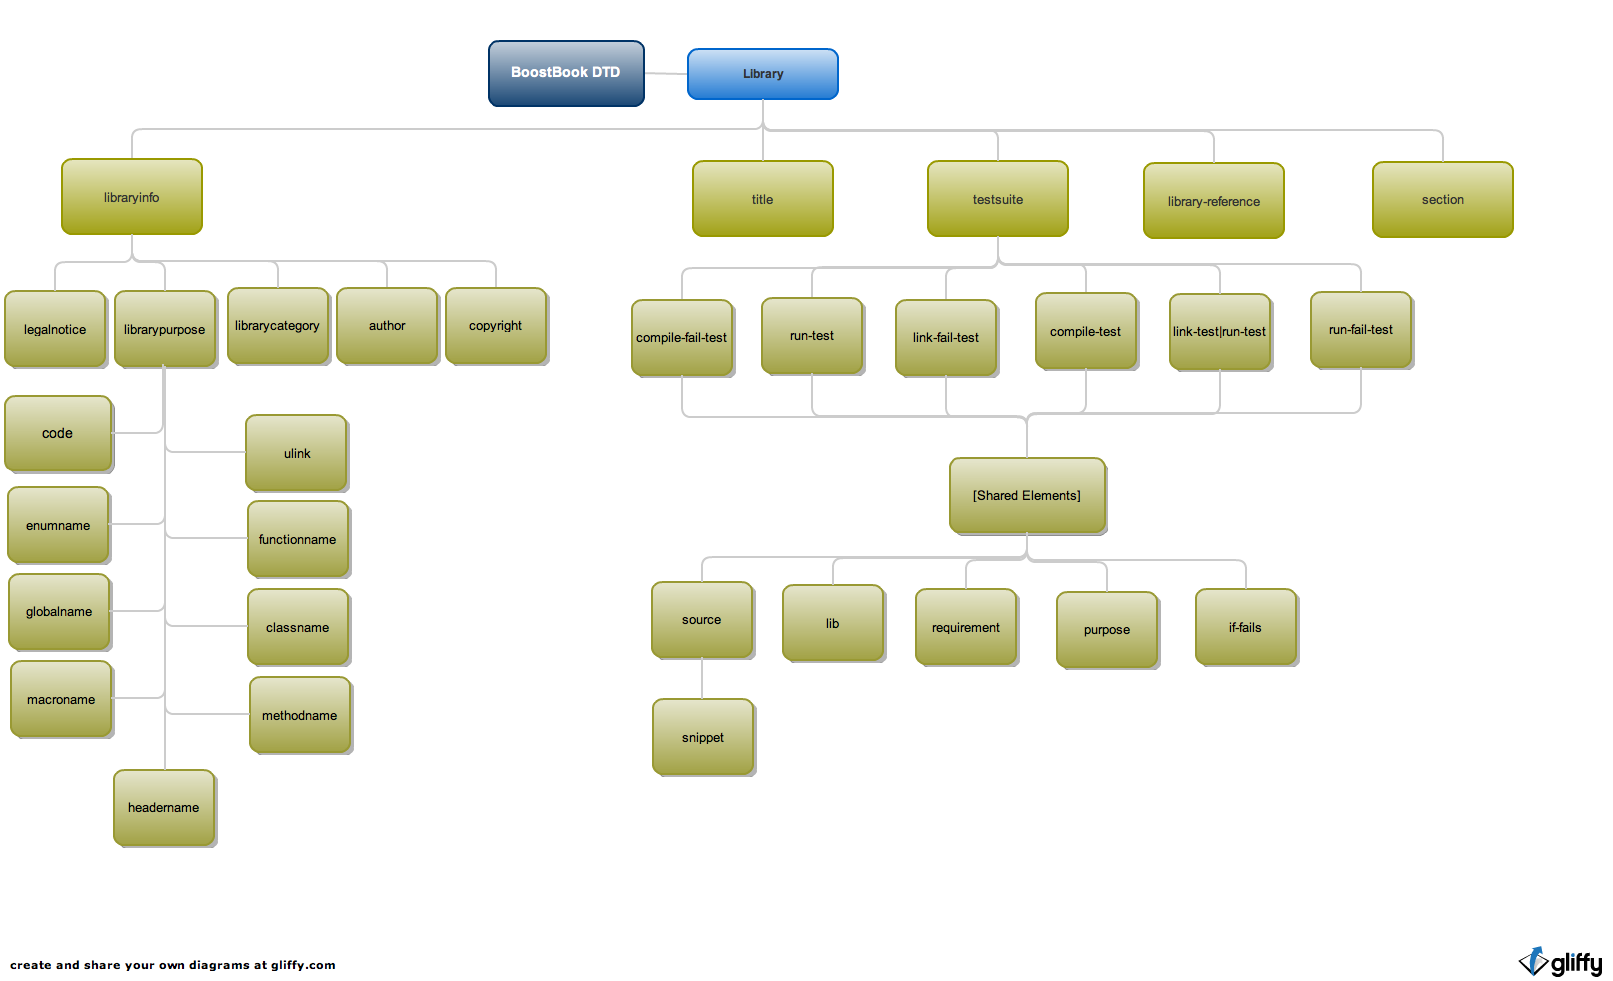 BoostBook DTD
Library
libraryinfo
title
testsuite
library-reference
section
legalnotice
librarypurpose
librarycategory
author
copyright
compile-fail-test
run-test
link-fail-test
compile-test
link-test|run-test
run-fail-test
code
ulink
enumname
functionname
globalname
classname
macroname
methodname
headername
[Shared Elements]
source
lib
requirement
purpose
if-fails
snippet
create and share your own diagrams at gliffy.com
gliffy